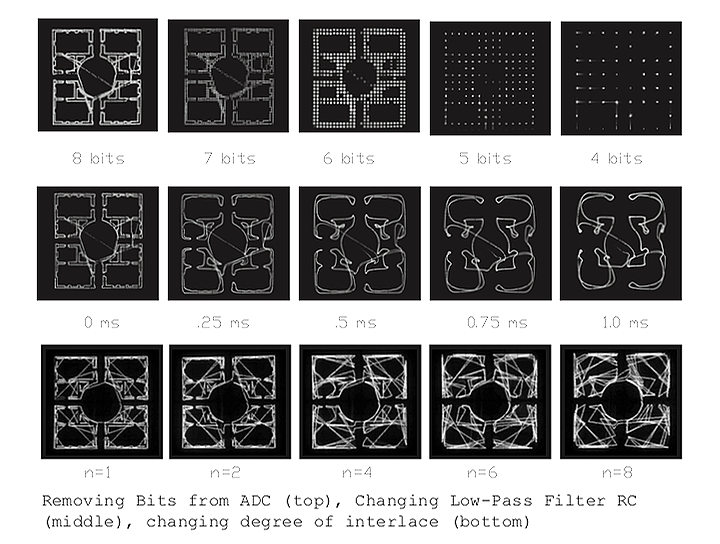 8 bits 7 bits 6 bits 5 bits 4 bits
0 ms .25 ms .5 ms 0.75 ms 1.0 ms
n=1 n=2 n=4 n=6 n=8
Removing Bits from ADC (top), Changing Low-Pass Filter RC
(middle), changing degree of interlace (bottom)